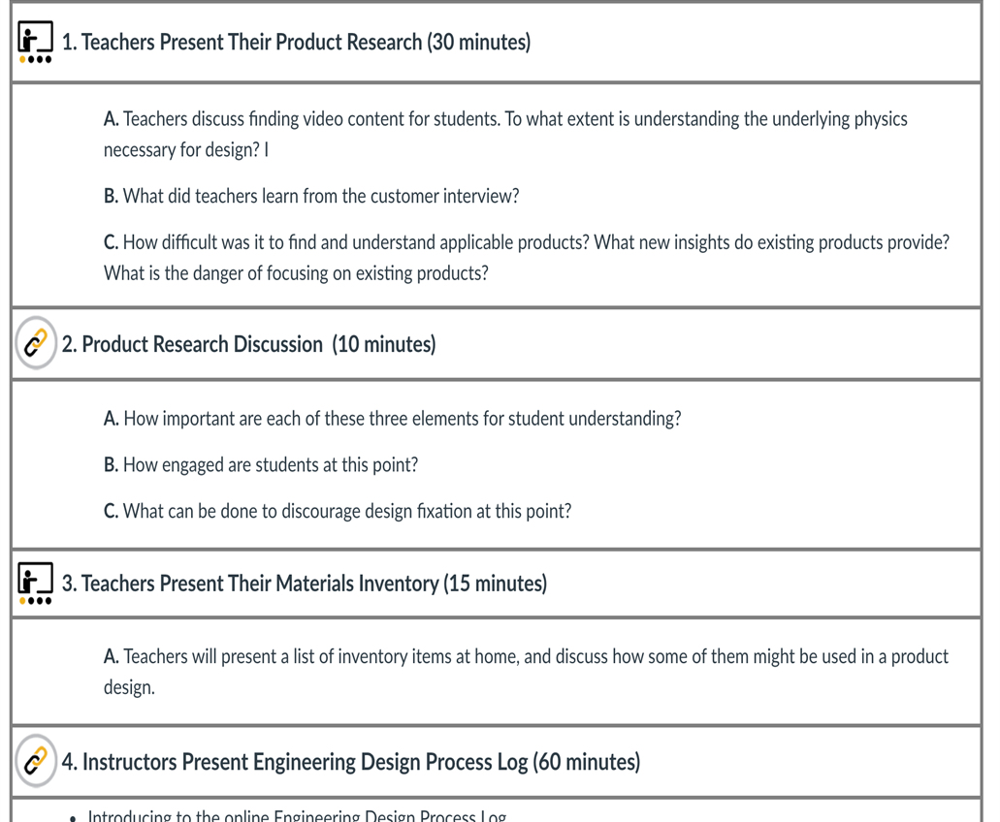 1. Teachers Present Their Product Research (30 minutes)
A. Teachers discuss finding video content for students. To what extent is understanding the underlying physics
necessary for design? I
B. What did teachers learn from the customer interview?
C. How difficult was it to find and understand applicable products? What new insights do existing products provide?
What is the danger of focusing on existing products?
2. Product Research Discussion (10 minutes)
A. How important are each of these three elements for student understanding?
B. How engaged are students at this point?
C. What can be done to discourage design fixation at this point?
3. Teachers Present Their Materials Inventory (15 minutes)
A. Teachers will present a list of inventory items at home, and discuss how some of them might be used in a product
design.
4. Instructors Present Engineering Design Process Log (60 minutes)
• Introducing to the online Engineering Design Process Log